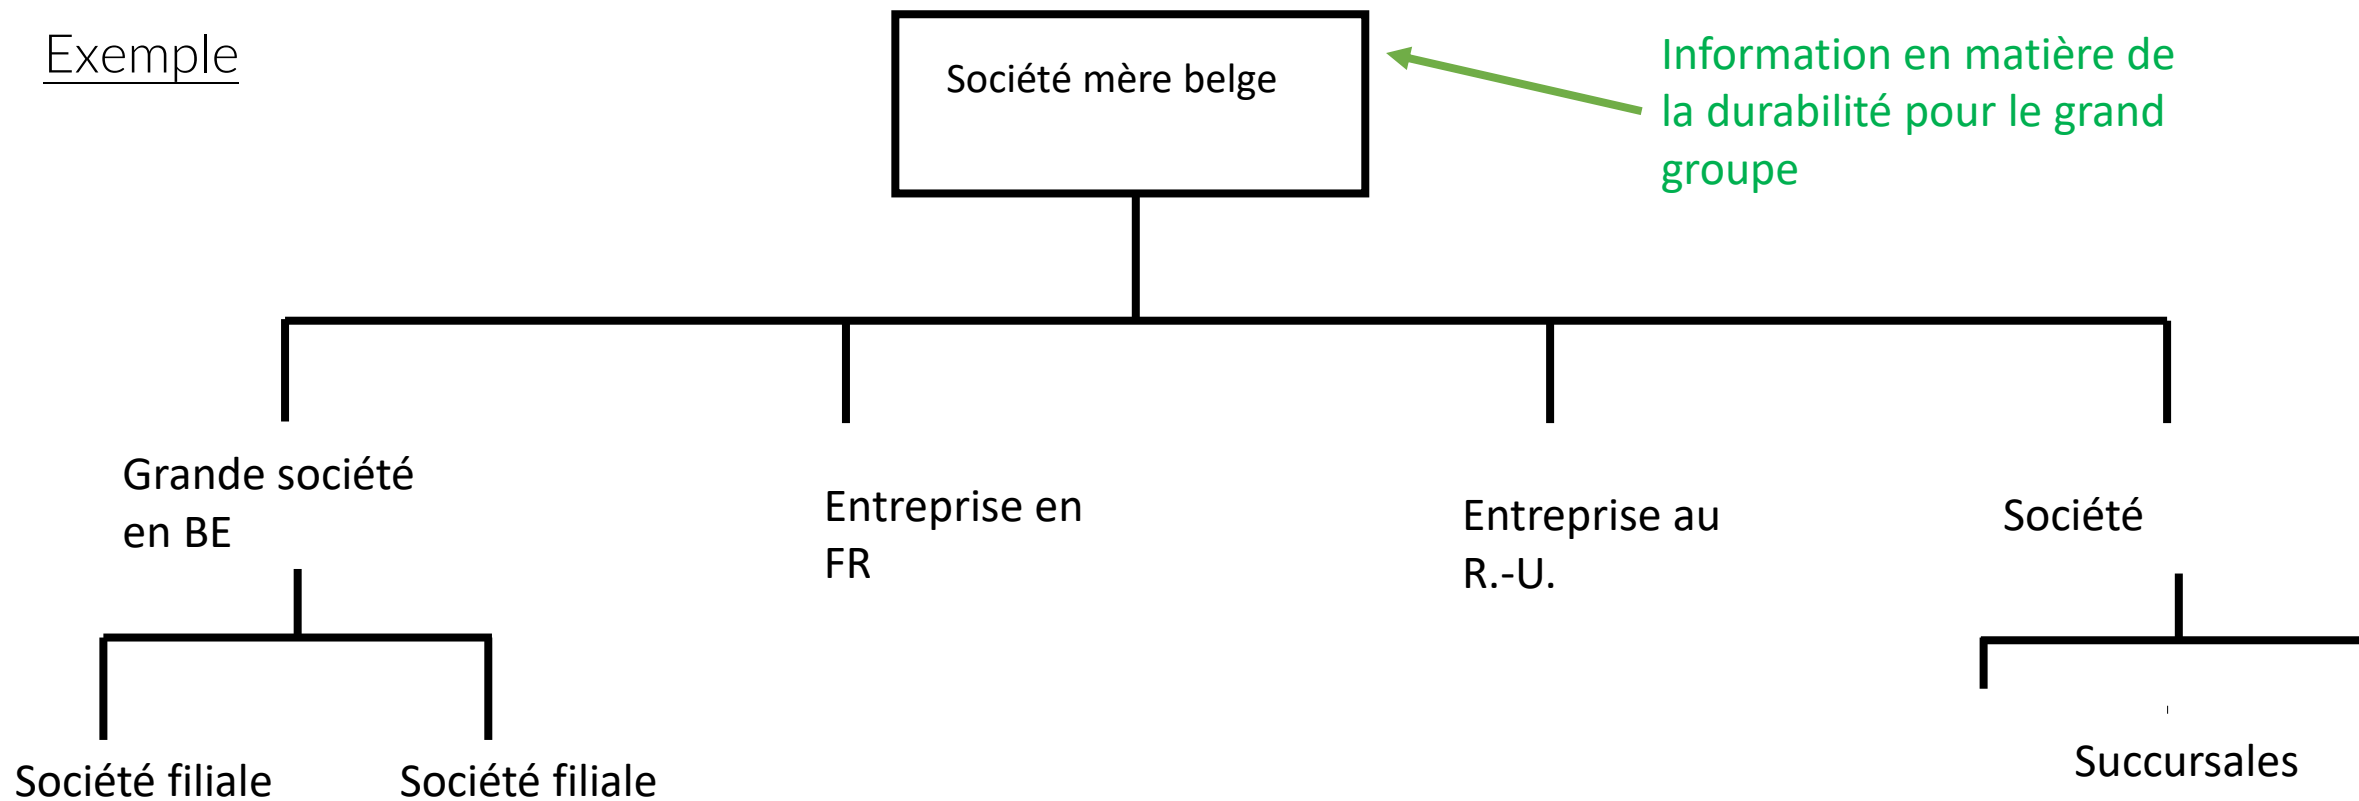 Exemple
Société mère belge
Information en matière de
la durabilité pour le grand
groupe
Grande société
en BE
Entreprise en
FR
Entreprise au
R.-U.
Société
Société filiale
Société filiale
Succursales